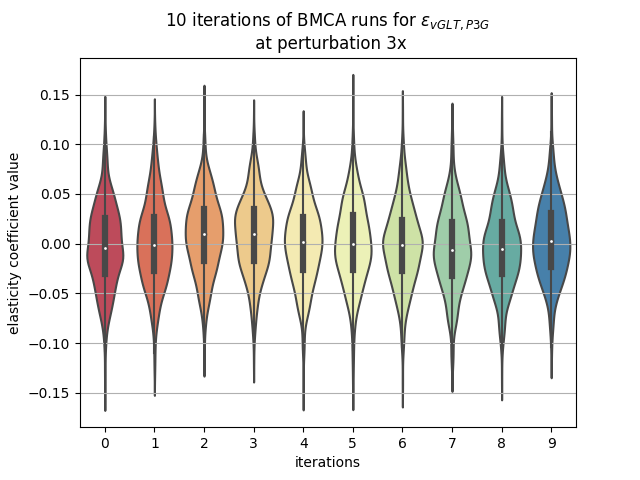 10 iterations of BMCA runs for ε_{vGLT,P3G}
at perturbation 3x
elasticity coefficient value
0.15
0.10
0.05
0.00
−0.05
−0.10
−0.15
0 1 2 3 4 5 6 7 8 9
iterations